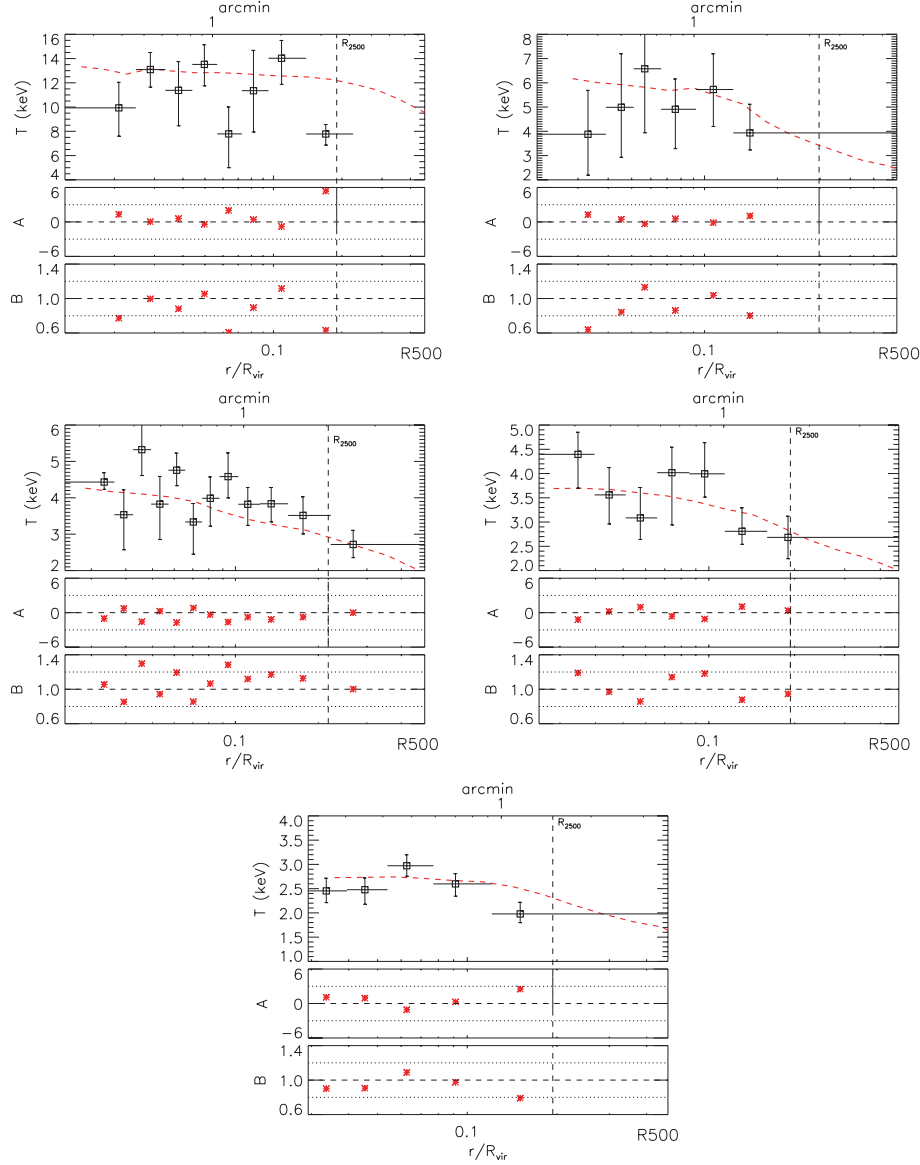 arcmin
1
16
14
12
10
8
6
4
T (keV)
R2500
6
0
−6
A
1.4
1.0
0.6
B
0.1
R500
r/Rvir
arcmin
1
8
7
6
5
4
3
2
T (keV)
R2500
6
0
−6
A
1.4
1.0
0.6
B
0.1
R500
r/Rvir
arcmin
1
6
5
4
3
2
T (keV)
R2500
6
0
−6
A
1.4
1.0
0.6
B
0.1
R500
r/Rvir
arcmin
1
5.0
4.5
4.0
3.5
3.0
2.5
2.0
T (keV)
R2500
6
0
−6
A
1.4
1.0
0.6
B
0.1
R500
r/Rvir
arcmin
1
4.0
3.5
3.0
2.5
2.0
1.5
1.0
T (keV)
R2500
6
0
−6
A
1.4
1.0
0.6
B
0.1
R500
r/Rvir